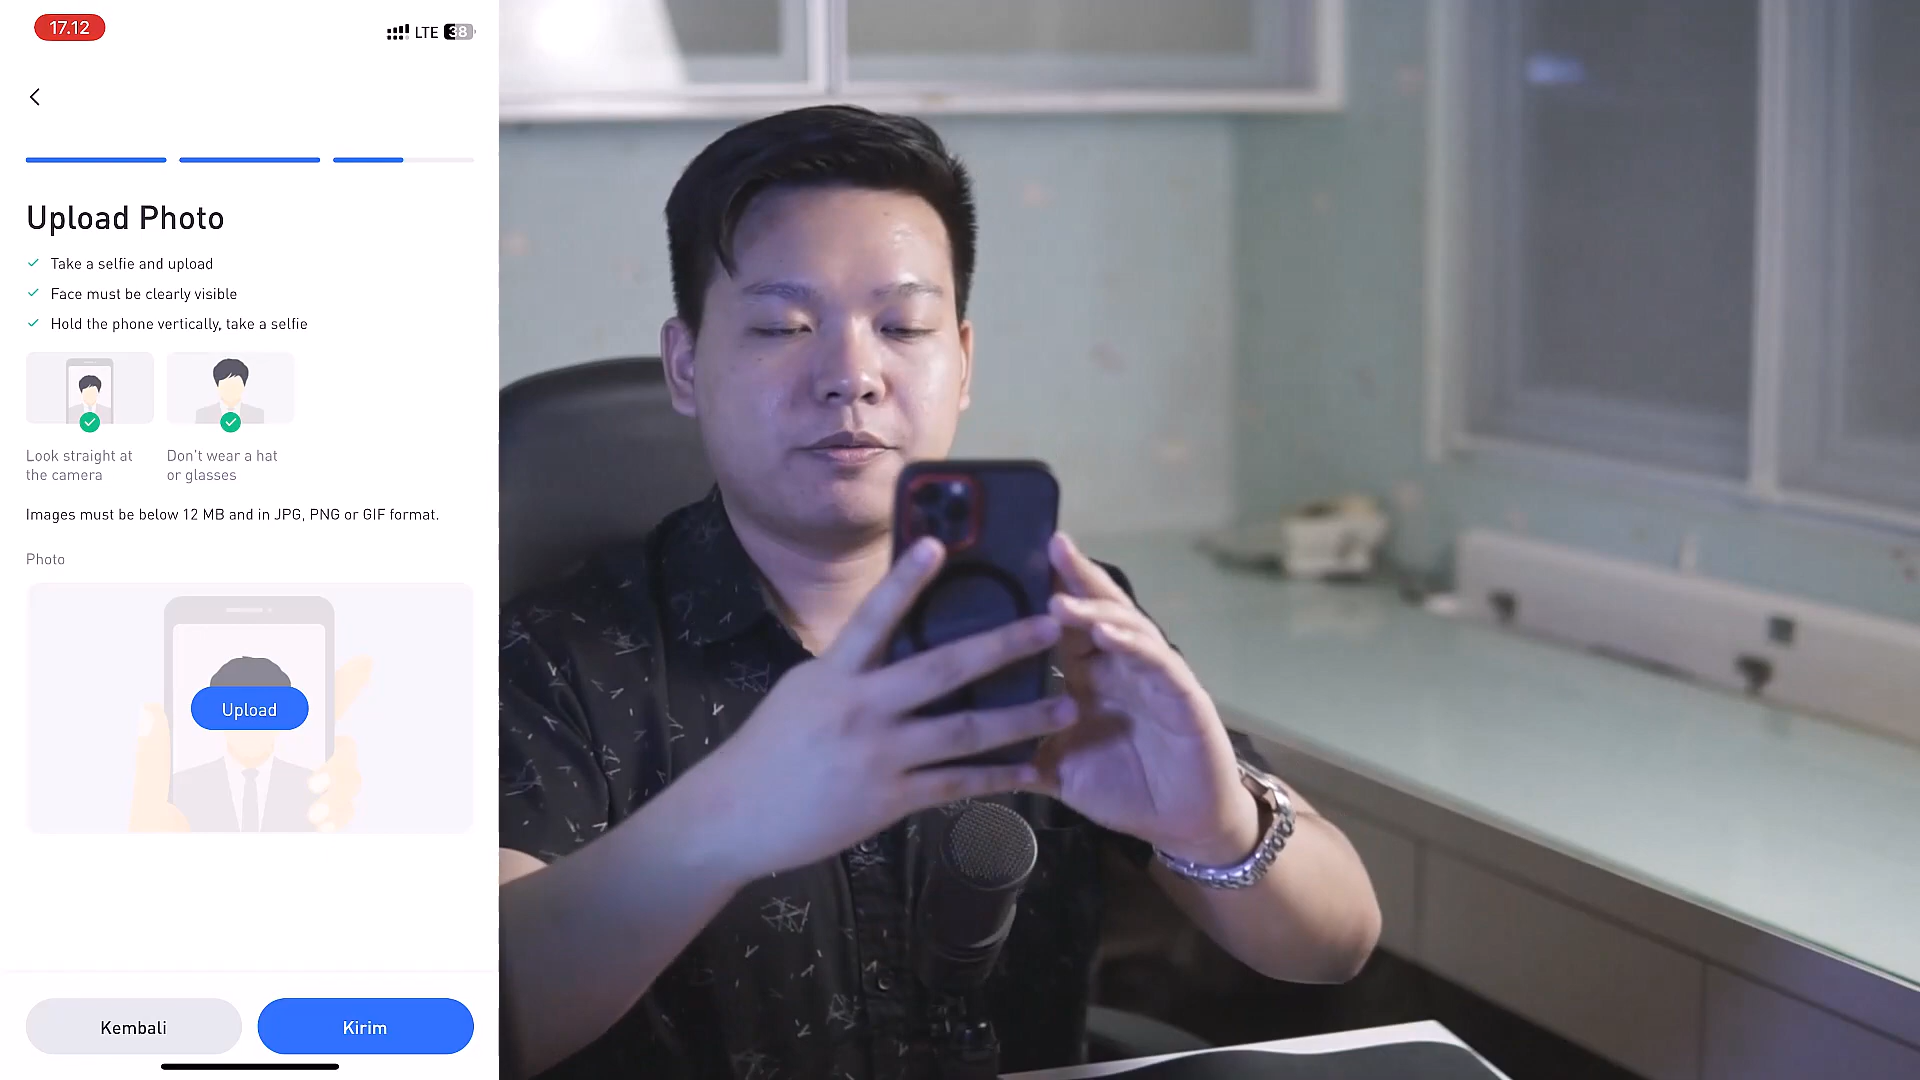 17.12
LTE 38
Upload Photo
Take a selfie and upload
Face must be clearly visible
Hold the phone vertically, take a selfie
Look straight at
the camera
Don't wear a hat
or glasses
Images must be below 12 MB and in JPG, PNG or GIF format.
Photo
Upload
Kembali
Kirim